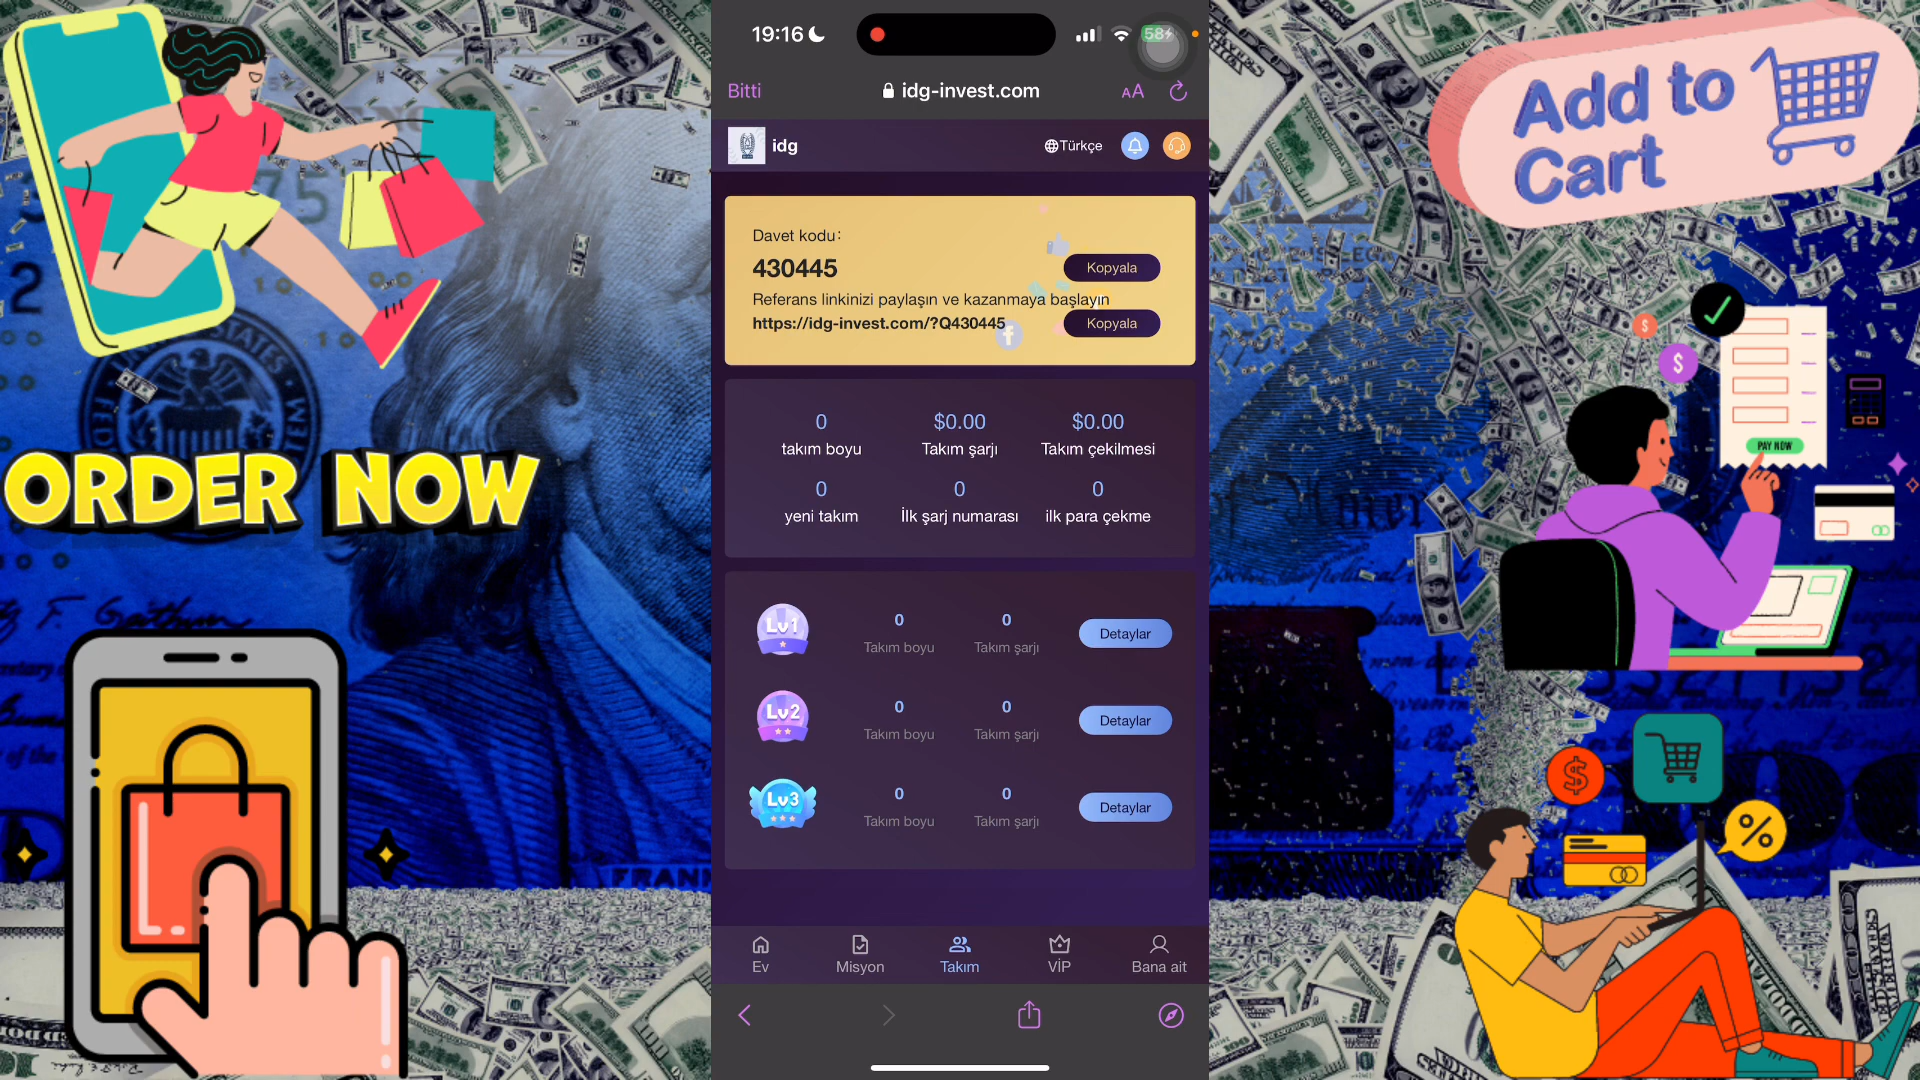 19:16
58
Bitti
idg-invest.com
AA
idg
Türkçe
Davet kodu:
430445
Kopyala
Referans linkinizi paylaşın ve kazanmaya başlayın
https://idg-invest.com/?Q430445
Kopyala
0
$0.00
$0.00
takım boyu
Takım şarjı
Takım çekilmesi
0
0
0
yeni takım
İlk şarj numarası
ilk para çekme
Lv1
0
0
Takım boyu
Takım şarjı
Detaylar
Lv2
0
0
Takım boyu
Takım şarjı
Detaylar
Lv3
0
0
Takım boyu
Takım şarjı
Detaylar
Ev
Misyon
Takım
VİP
Bana ait
ORDER NOW
Add to
Cart
$
$
PAY NOW
$
%